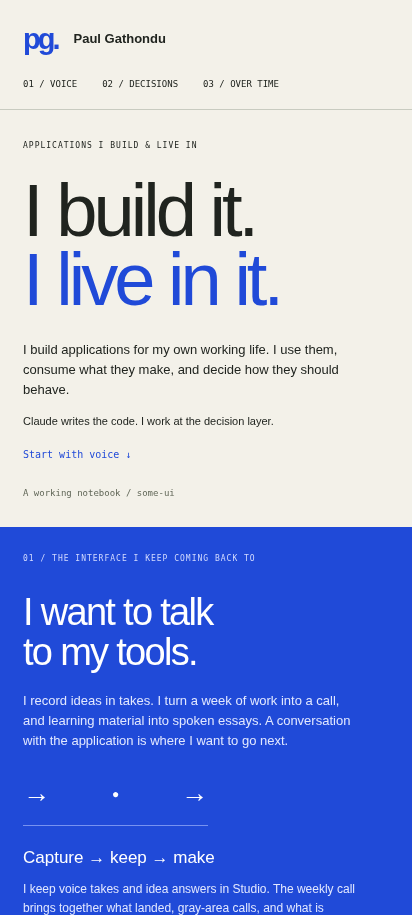 pg. Paul Gathondu
01 / VOICE 02 / DECISIONS 03 / OVER TIME
APPLICATIONS I BUILD & LIVE IN
I build it.
I live in it.
I build applications for my own working life. I use them,
consume what they make, and decide how they should
behave.
Claude writes the code. I work at the decision layer.
Start with voice ↓
A working notebook / some-ui
01 / THE INTERFACE I KEEP COMING BACK TO
I want to talk
to my tools.
I record ideas in takes. I turn a week of work into a call,
and learning material into spoken essays. A conversation
with the application is where I want to go next.
→ • →
Capture → keep → make
I keep voice takes and idea answers in Studio. The weekly call
brings together what landed, gray-area calls, and what is